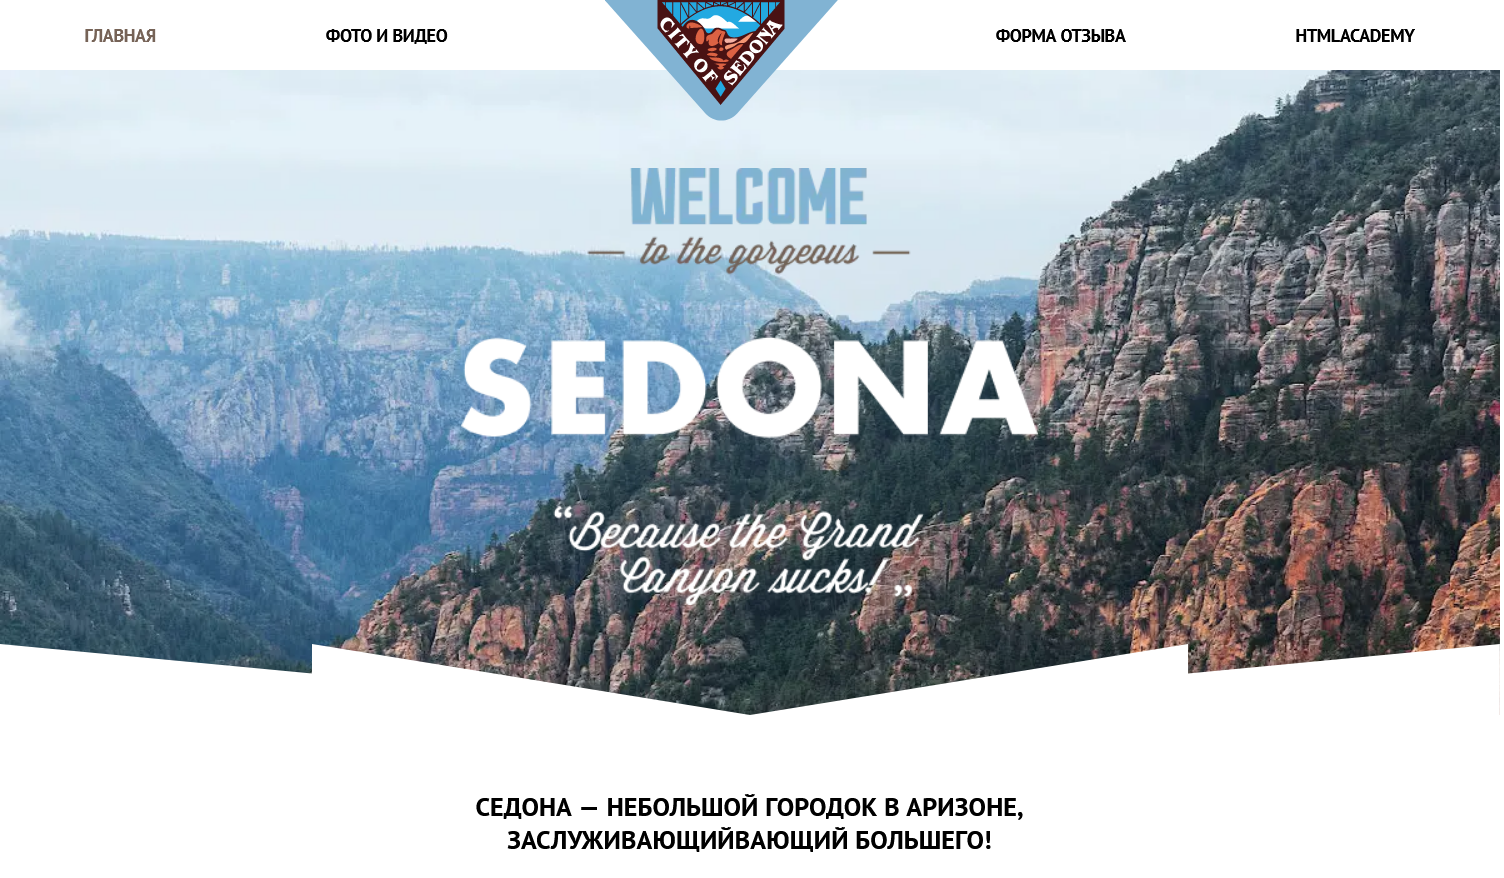 ГЛАВНАЯ
ФОТО И ВИДЕО
CITY OF SEDONA
ФОРМА ОТЗЫВА
HTMLACADEMY
WELCOME
— to the gorgeous —
SEDONA
“Because the Grand
Canyon sucks! „
СЕДОНА — НЕБОЛЬШОЙ ГОРОДОК В АРИЗОНЕ,
ЗАСЛУЖИВАЮЩИЙВАЮЩИЙ БОЛЬШЕГО!